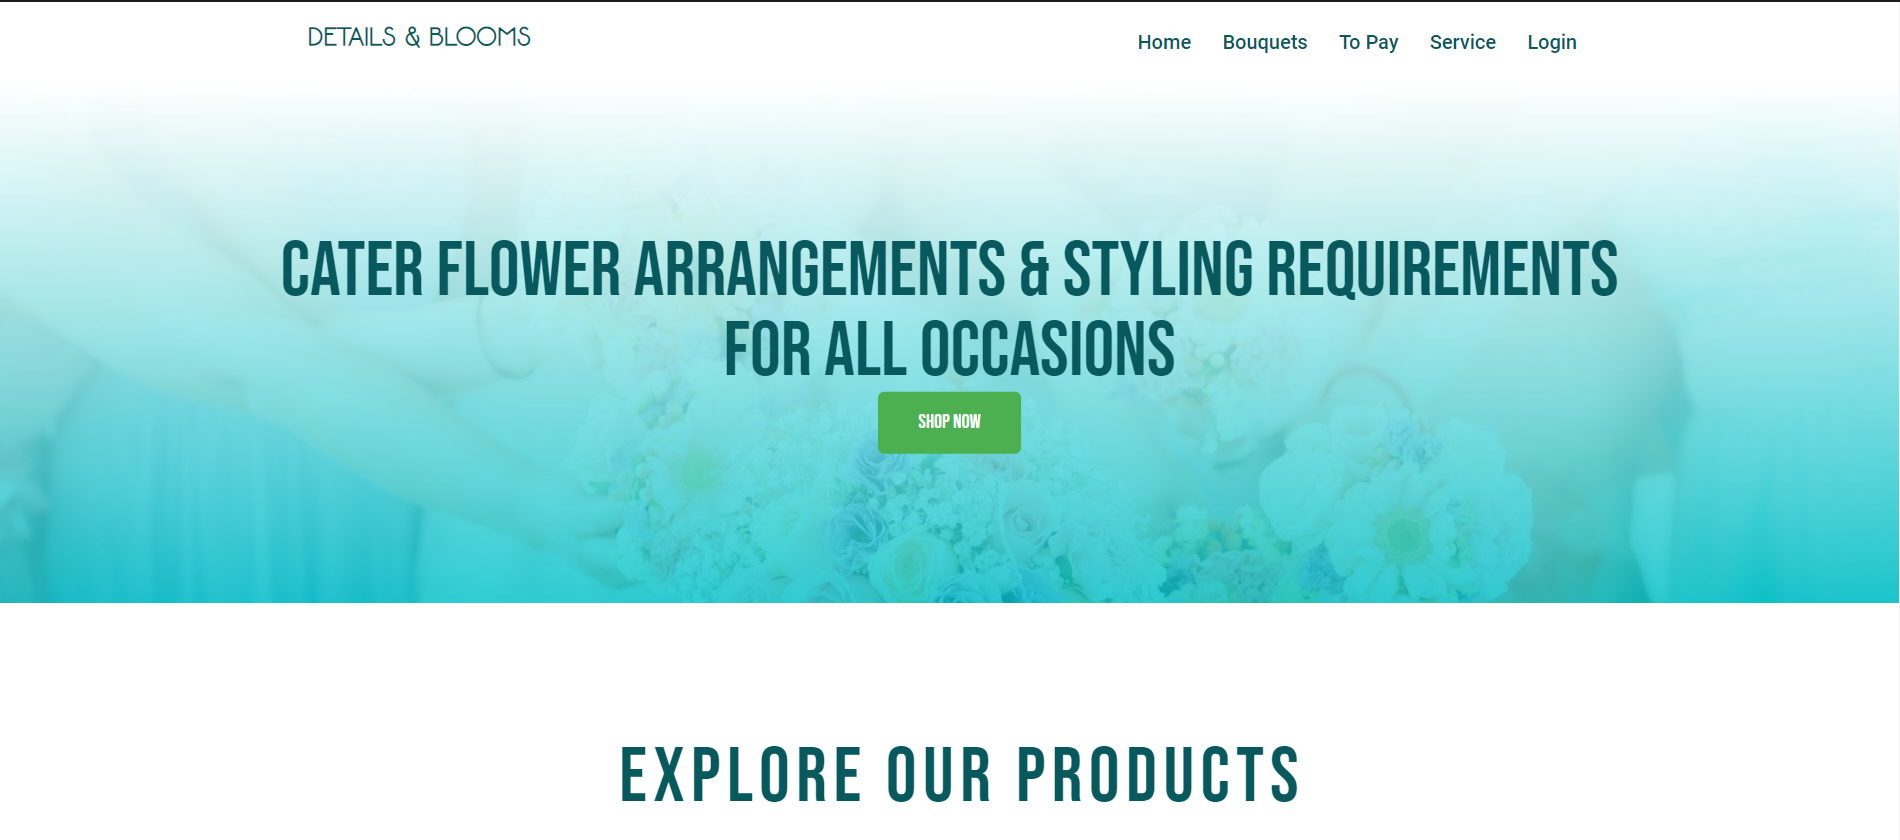 DETAILS & BLOOMS
Home Bouquets To Pay Service Login
CATER FLOWER ARRANGEMENTS & STYLING REQUIREMENTS
FOR ALL OCCASIONS
SHOP NOW
EXPLORE OUR PRODUCTS